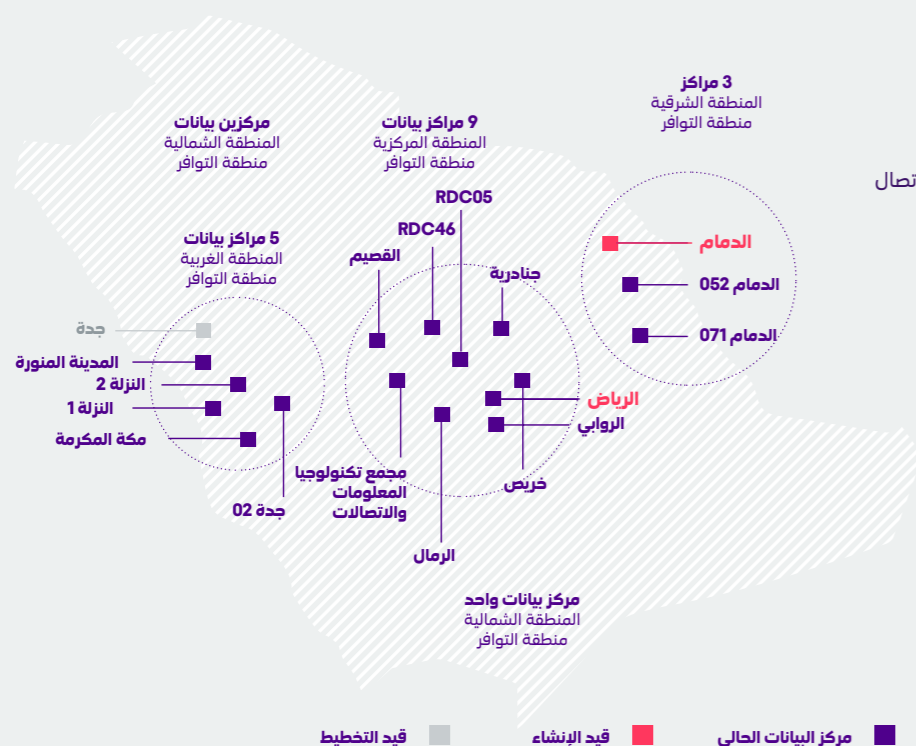 3 مراكز
المنطقة الشرقية
منطقة التوافر
9 مراكز بيانات
المنطقة المركزية
منطقة التوافر
مركزين بيانات
المنطقة الشمالية
منطقة التوافر
تصال
RDC05
RDC46
القصيم
جنادرية
5 مراكز بيانات
المنطقة الغربية
منطقة التوافر
الدمام
الدمام 052
الدمام 071
جدة
المدينة المنورة
النزلة 2
النزلة 1
مكة المكرمة
جدة 02
الرياض
الروابي
خريص
مجمع تكنولوجيا
المعلومات
والاتصالات
الرمال
مركز بيانات واحد
المنطقة الشمالية
منطقة التوافر
مركز البيانات الحالي
قيد الإنشاء
قيد التخطيط